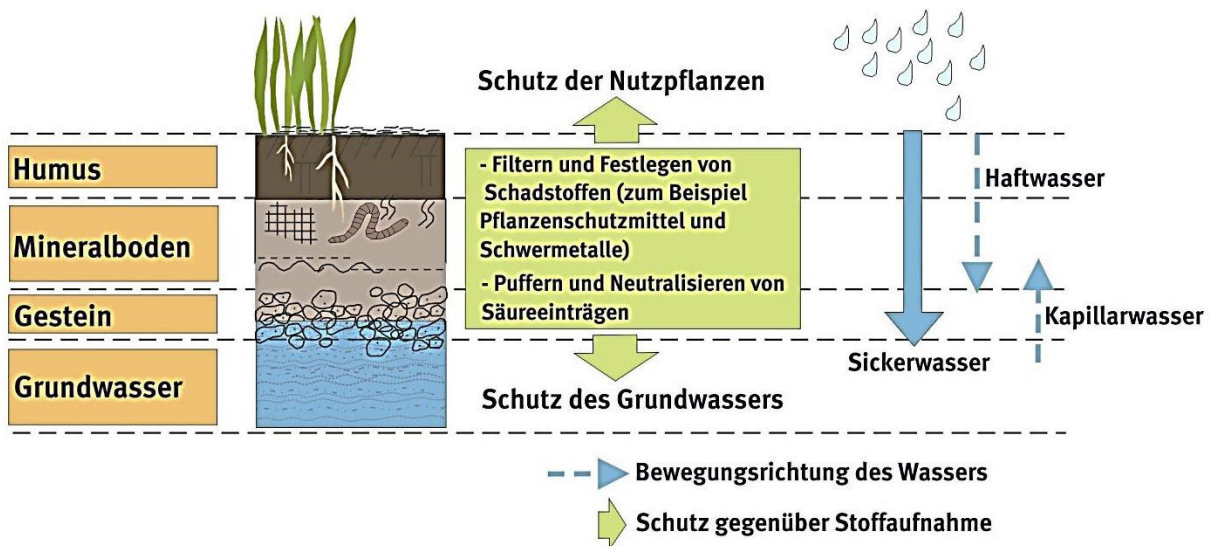 Schutz der Nutzpflanzen
Humus
Mineralboden
Gestein
Grundwasser
- Filtern und Festlegen von
Schadstoffen (zum Beispiel
Pflanzenschutzmittel und
Schwermetalle)
- Puffern und Neutralisieren von
Säureeinträgen
Schutz des Grundwassers
Haftwasser
Kapillarwasser
Sickerwasser
Bewegungsrichtung des Wassers
Schutz gegenüber Stoffaufnahme